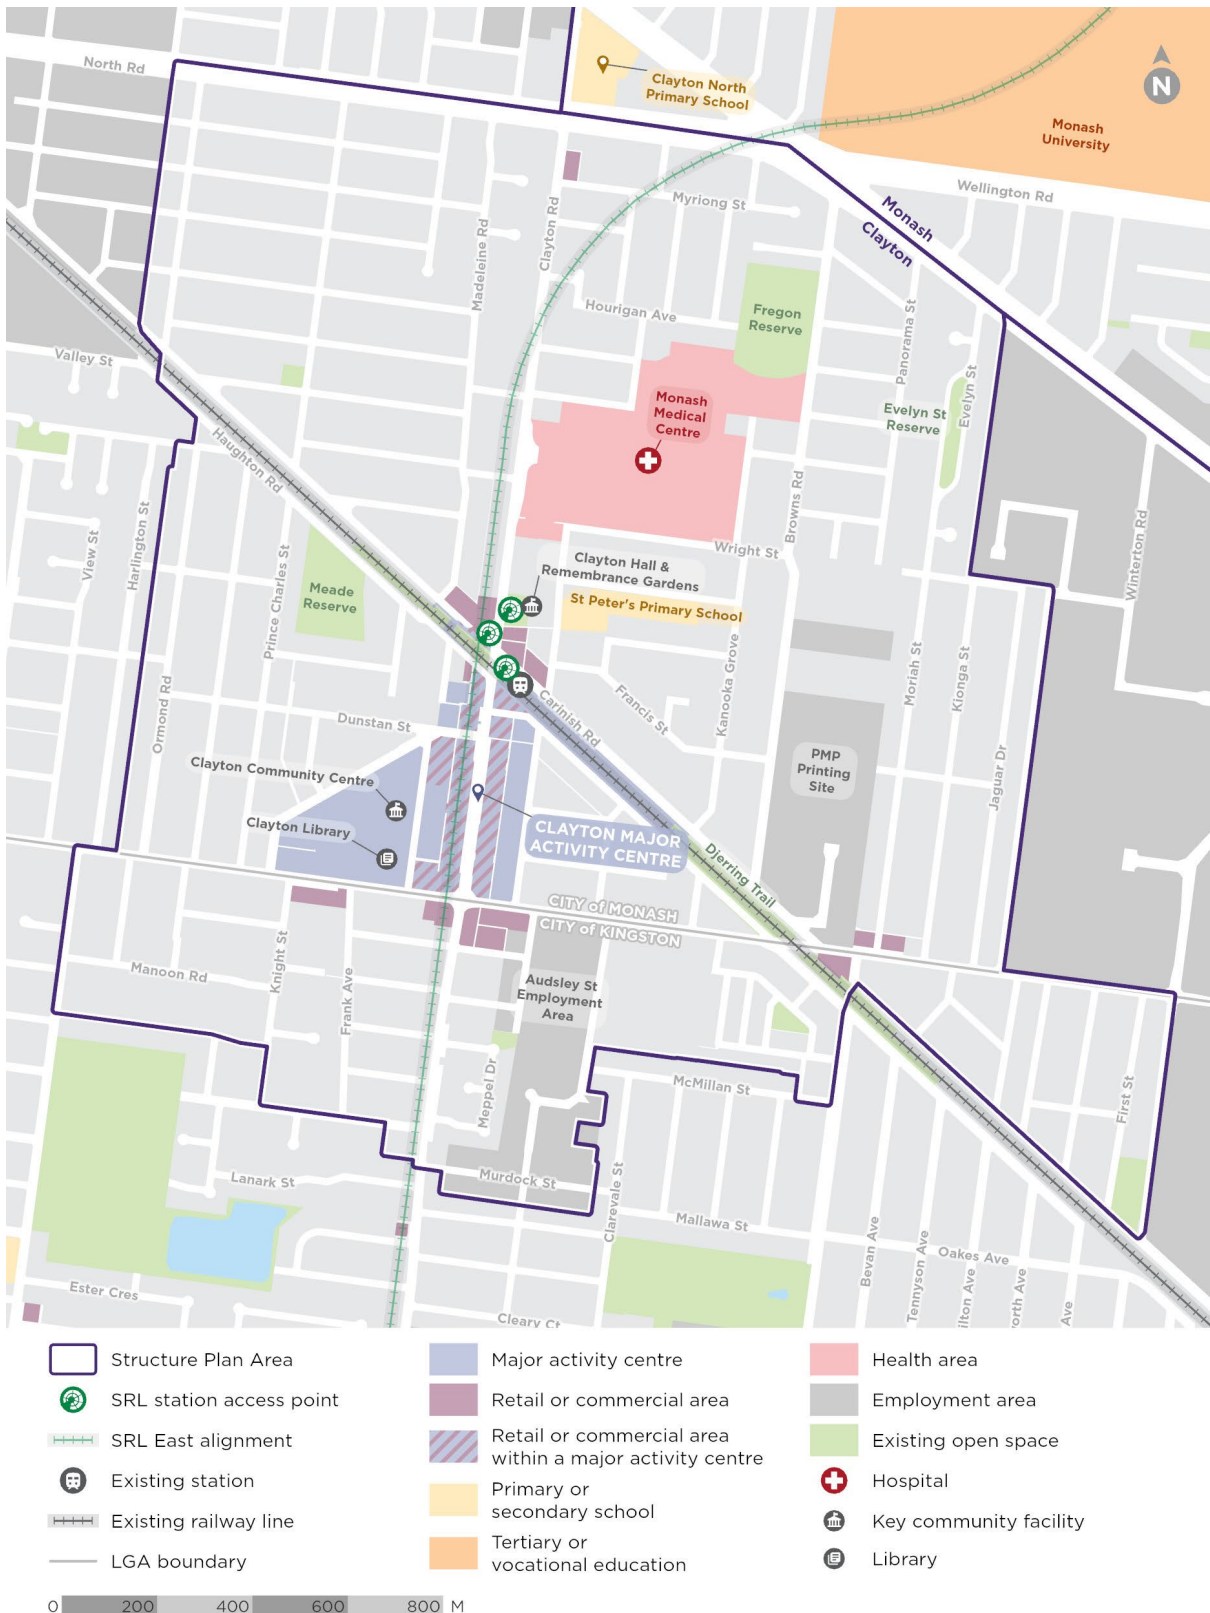 North Rd
Clayton North
Primary School
N
Monash
University
Wellington Rd
Myriong St
Monash
Clayton
Madeleine Rd
Clayton Rd
Hourigan Ave
Fregon
Reserve
Panorama St
Valley St
Monash
Medical
Centre
Evelyn St
Reserve
Evelyn St
Haughton Rd
Browns Rd
Winterton Rd
View St
Harlington St
Prince Charles St
Meade
Reserve
Wright St
Clayton Hall &
Remembrance Gardens
St Peter's Primary School
Kanooka Grove
Moriah St
Kionga St
Ormond Rd
Carinish Rd
Francis St
Dunstan St
Jaguar Dr
PMP
Printing
Site
Clayton Community Centre
Clayton Library
CLAYTON MAJOR
ACTIVITY CENTRE
Djerring Trail
CITY of MONASH
CITY of KINGSTON
Manoon Rd
Knight St
Frank Ave
Audsley St
Employment
Area
Meppel Dr
McMillan St
First St
Lanark St
Murdock St
Clarevale St
Mallawa St
Bevan Ave
Tennyson Ave
Oakes Ave
ilton Ave
orth Ave
Ave
Ester Cres
Cleary Ct
Structure Plan Area
SRL station access point
SRL East alignment
Existing station
Existing railway line
LGA boundary
Major activity centre
Retail or commercial area
Retail or commercial area
within a major activity centre
Primary or
secondary school
Tertiary or
vocational education
Health area
Employment area
Existing open space
Hospital
Key community facility
Library
0 200 400 600 800 M